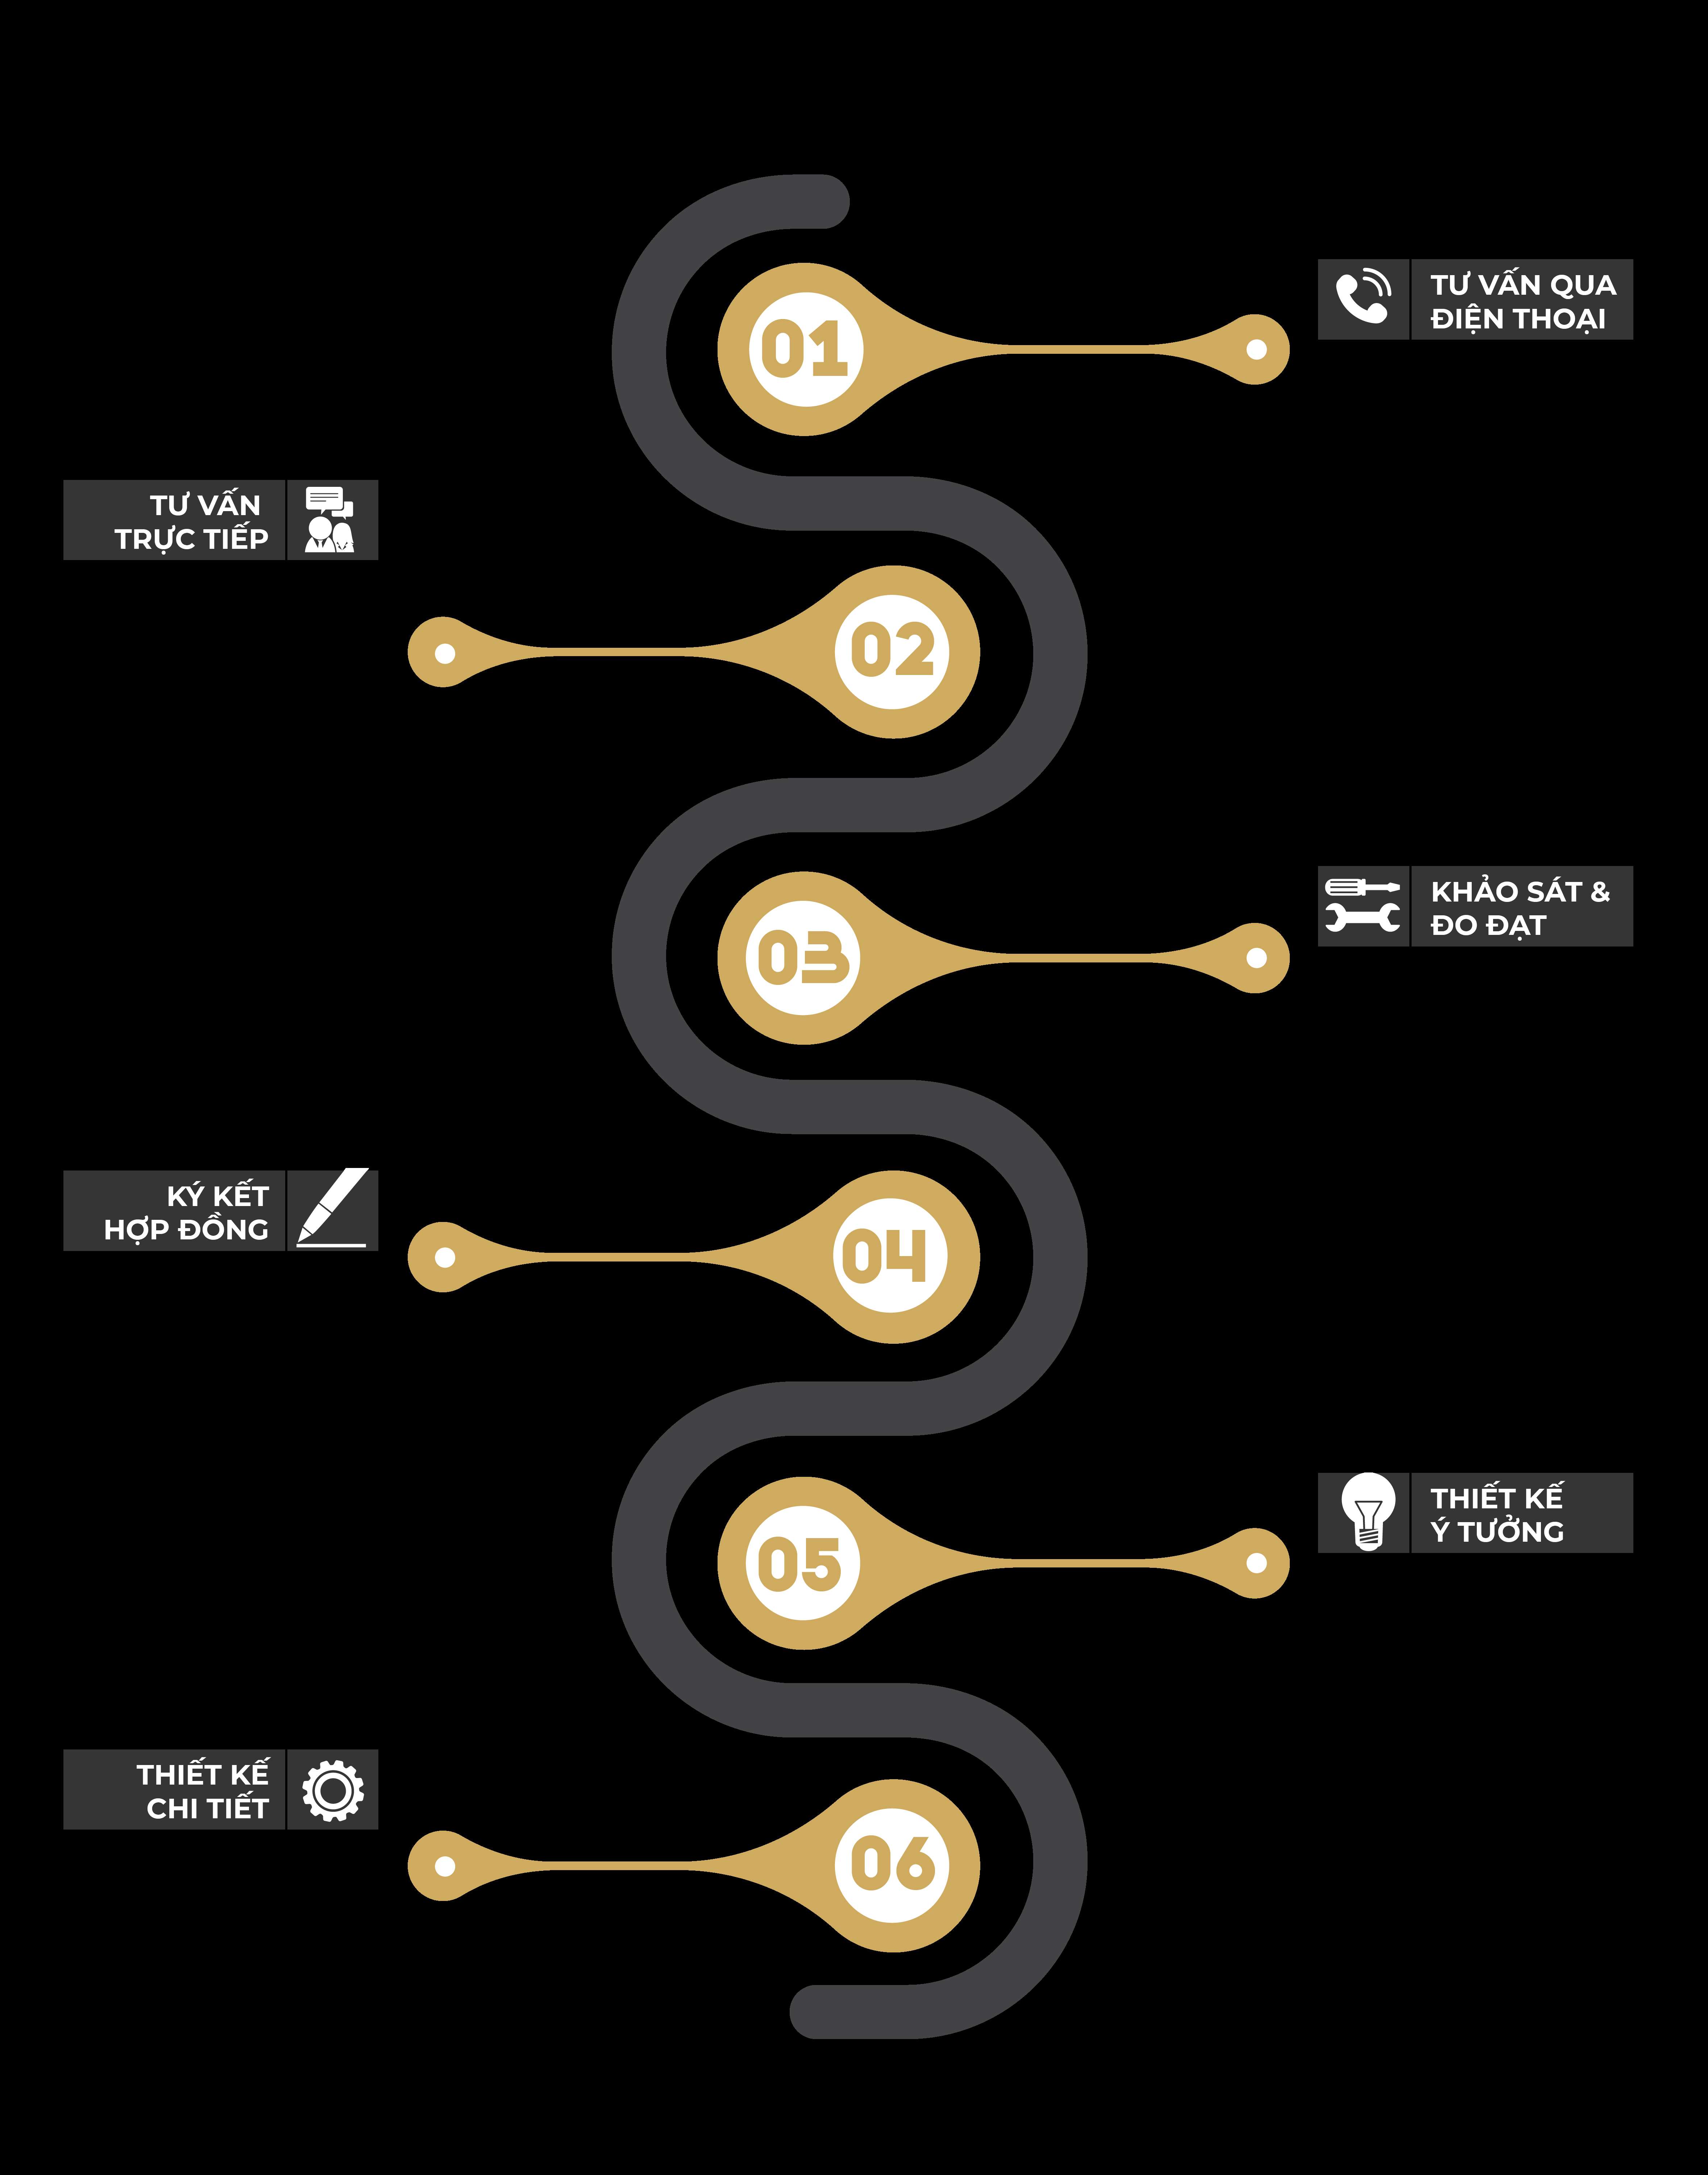 01
TƯ VẤN QUA
ĐIỆN THOẠI
TƯ VẤN
TRỰC TIẾP
02
03
KHẢO SÁT &
ĐO ĐẠT
KÝ KẾT
HỢP ĐỒNG
04
05
THIẾT KẾ
Ý TƯỞNG
THIẾT KẾ
CHI TIẾT
06